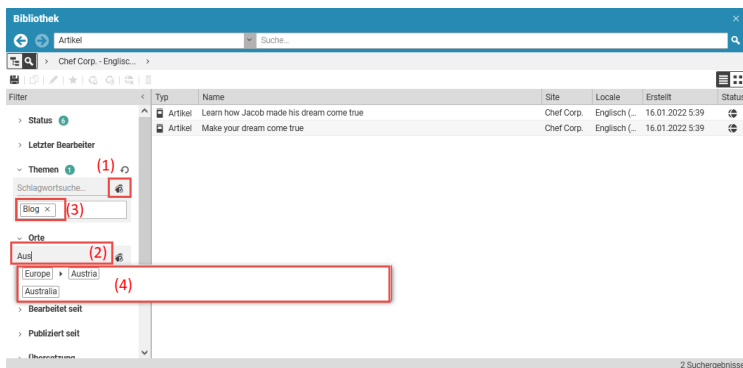 Bibliothek
Artikel
Suche...
Chef Corp. - Englisc...
Filter
Typ Name Site Locale Erstellt Status
Status 6
Artikel Learn how Jacob made his dream come true Chef Corp. Englisch (... 16.01.2022 5:39
Artikel Make your dream come true Chef Corp. Englisch (... 16.01.2022 5:39
Letzter Bearbeiter
Themen 1 (1)
Schlagwortsuche...
Blog × (3)
Orte
Aus (2)
Europe Austria
Australia
(4)
Bearbeitet seit
Publiziert seit
Übersetzung
2 Suchergebnisse